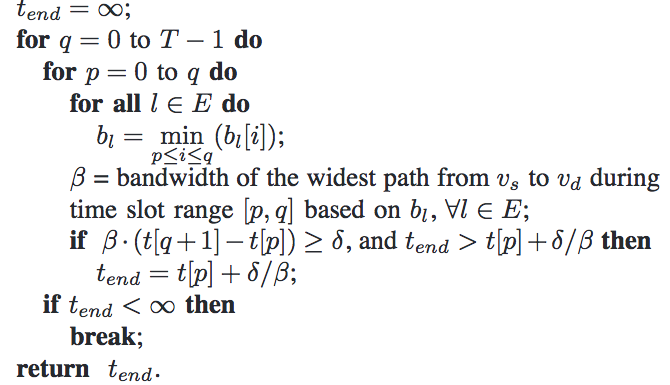 t_end = ∞;
for q = 0 to T − 1 do
for p = 0 to q do
for all l ∈ E do
b_l = min_{p≤i≤q} (b_l[i]);
β = bandwidth of the widest path from v_s to v_d during
time slot range [p, q] based on b_l, ∀l ∈ E;
if β · (t[q+1] − t[p]) ≥ δ, and t_end > t[p] + δ/β then
t_end = t[p] + δ/β;
if t_end < ∞ then
break;
return t_end.